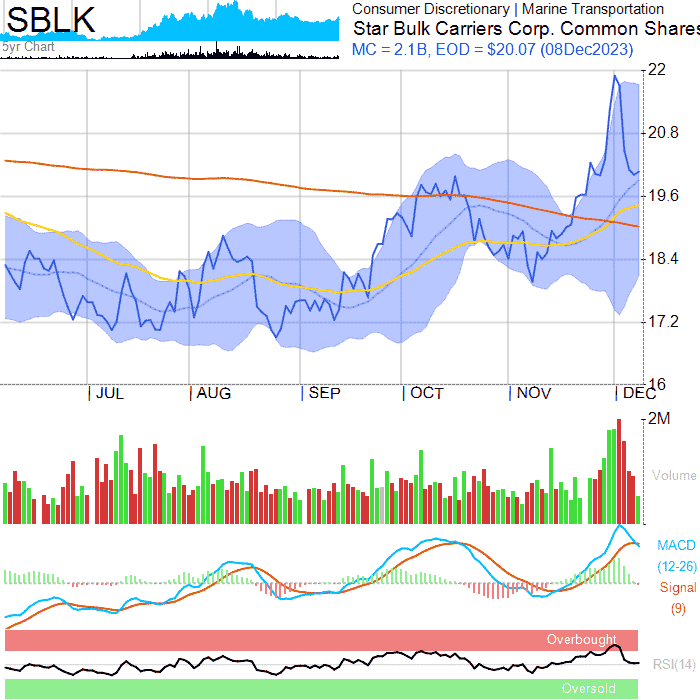 SBLK
5yr Chart
Consumer Discretionary | Marine Transportation
Star Bulk Carriers Corp. Common Shares
MC = 2.1B, EOD = $20.07 (08Dec2023)
22
20.8
19.6
18.4
17.2
16
JUL AUG SEP OCT NOV DEC
2M
Volume
MACD
(12-26)
Signal
(9)
Overbought
RSI(14)
Oversold